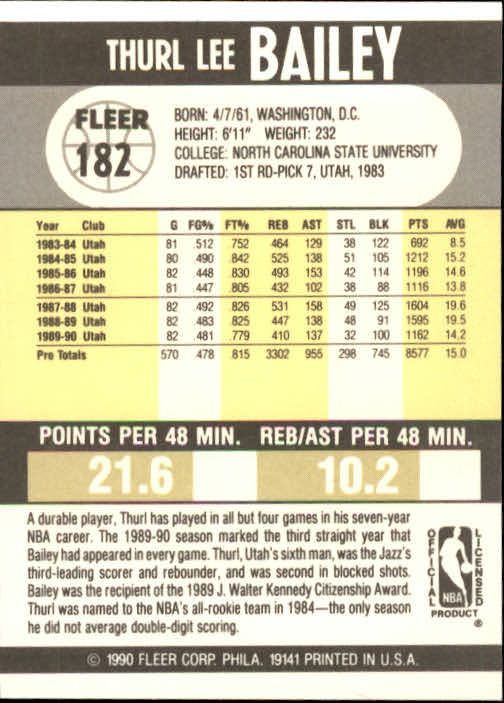 THURL LEE BAILEY
FLEER
182
BORN: 4/7/61, WASHINGTON, D.C.
HEIGHT: 6'11" WEIGHT: 232
COLLEGE: NORTH CAROLINA STATE UNIVERSITY
DRAFTED: 1ST RD-PICK 7, UTAH, 1983
Year Club G FG% FT% REB AST STL BLK PTS AVG
1983-84 Utah 81 .512 .752 464 129 38 122 692 8.5
1984-85 Utah 80 .490 .842 525 138 51 105 1212 15.2
1985-86 Utah 82 .448 .830 493 153 42 114 1196 14.6
1986-87 Utah 81 .447 .805 432 102 38 88 1116 13.8
1987-88 Utah 82 .492 .826 531 158 49 125 1604 19.6
1988-89 Utah 82 .483 .825 447 138 48 91 1595 19.5
1989-90 Utah 82 .481 .779 410 137 32 100 1162 14.2
Pro Totals 570 .478 .815 3302 955 298 745 8577 15.0
POINTS PER 48 MIN. REB/AST PER 48 MIN.
21.6 10.2
A durable player, Thurl has played in all but four games in his seven-year
NBA career. The 1989-90 season marked the third straight year that
Bailey had appeared in every game. Thurl, Utah's sixth man, was the Jazz's
third-leading scorer and rebounder, and was second in blocked shots.
Bailey was the recipient of the 1989 J. Walter Kennedy Citizenship Award.
Thurl was named to the NBA's all-rookie team in 1984—the only season
he did not average double-digit scoring.
OFFICIAL
LICENSED
NBA
PRODUCT
®
© 1990 FLEER CORP. PHILA. 19141 PRINTED IN U.S.A.